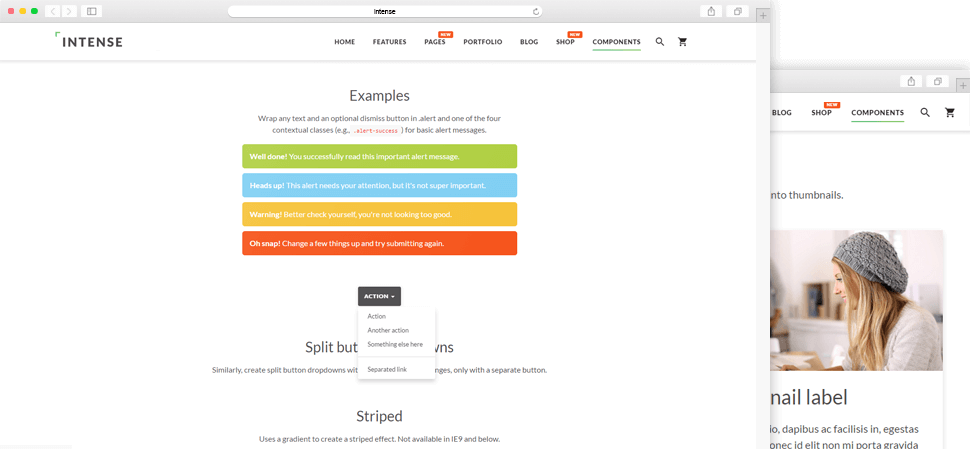 intense
INTENSE
HOME FEATURES PAGES NEW PORTFOLIO BLOG SHOP NEW COMPONENTS
Examples
Wrap any text and an optional dismiss button in .alert and one of the four
contextual classes (e.g., .alert-success ) for basic alert messages.
Well done! You successfully read this important alert message.
Heads up! This alert needs your attention, but it's not super important.
Warning! Better check yourself, you're not looking too good.
Oh snap! Change a few things up and try submitting again.
ACTION
Action
Another action
Something else here
Separated link
Split but wns
Similarly, create split button dropdowns wit nges, only with a separate button.
Striped
Uses a gradient to create a striped effect. Not available in IE9 and below.
BLOG SHOP NEW COMPONENTS
nto thumbnails.
nail label
io, dapibus ac facilisis in, egestas
onec id elit non mi porta gravida